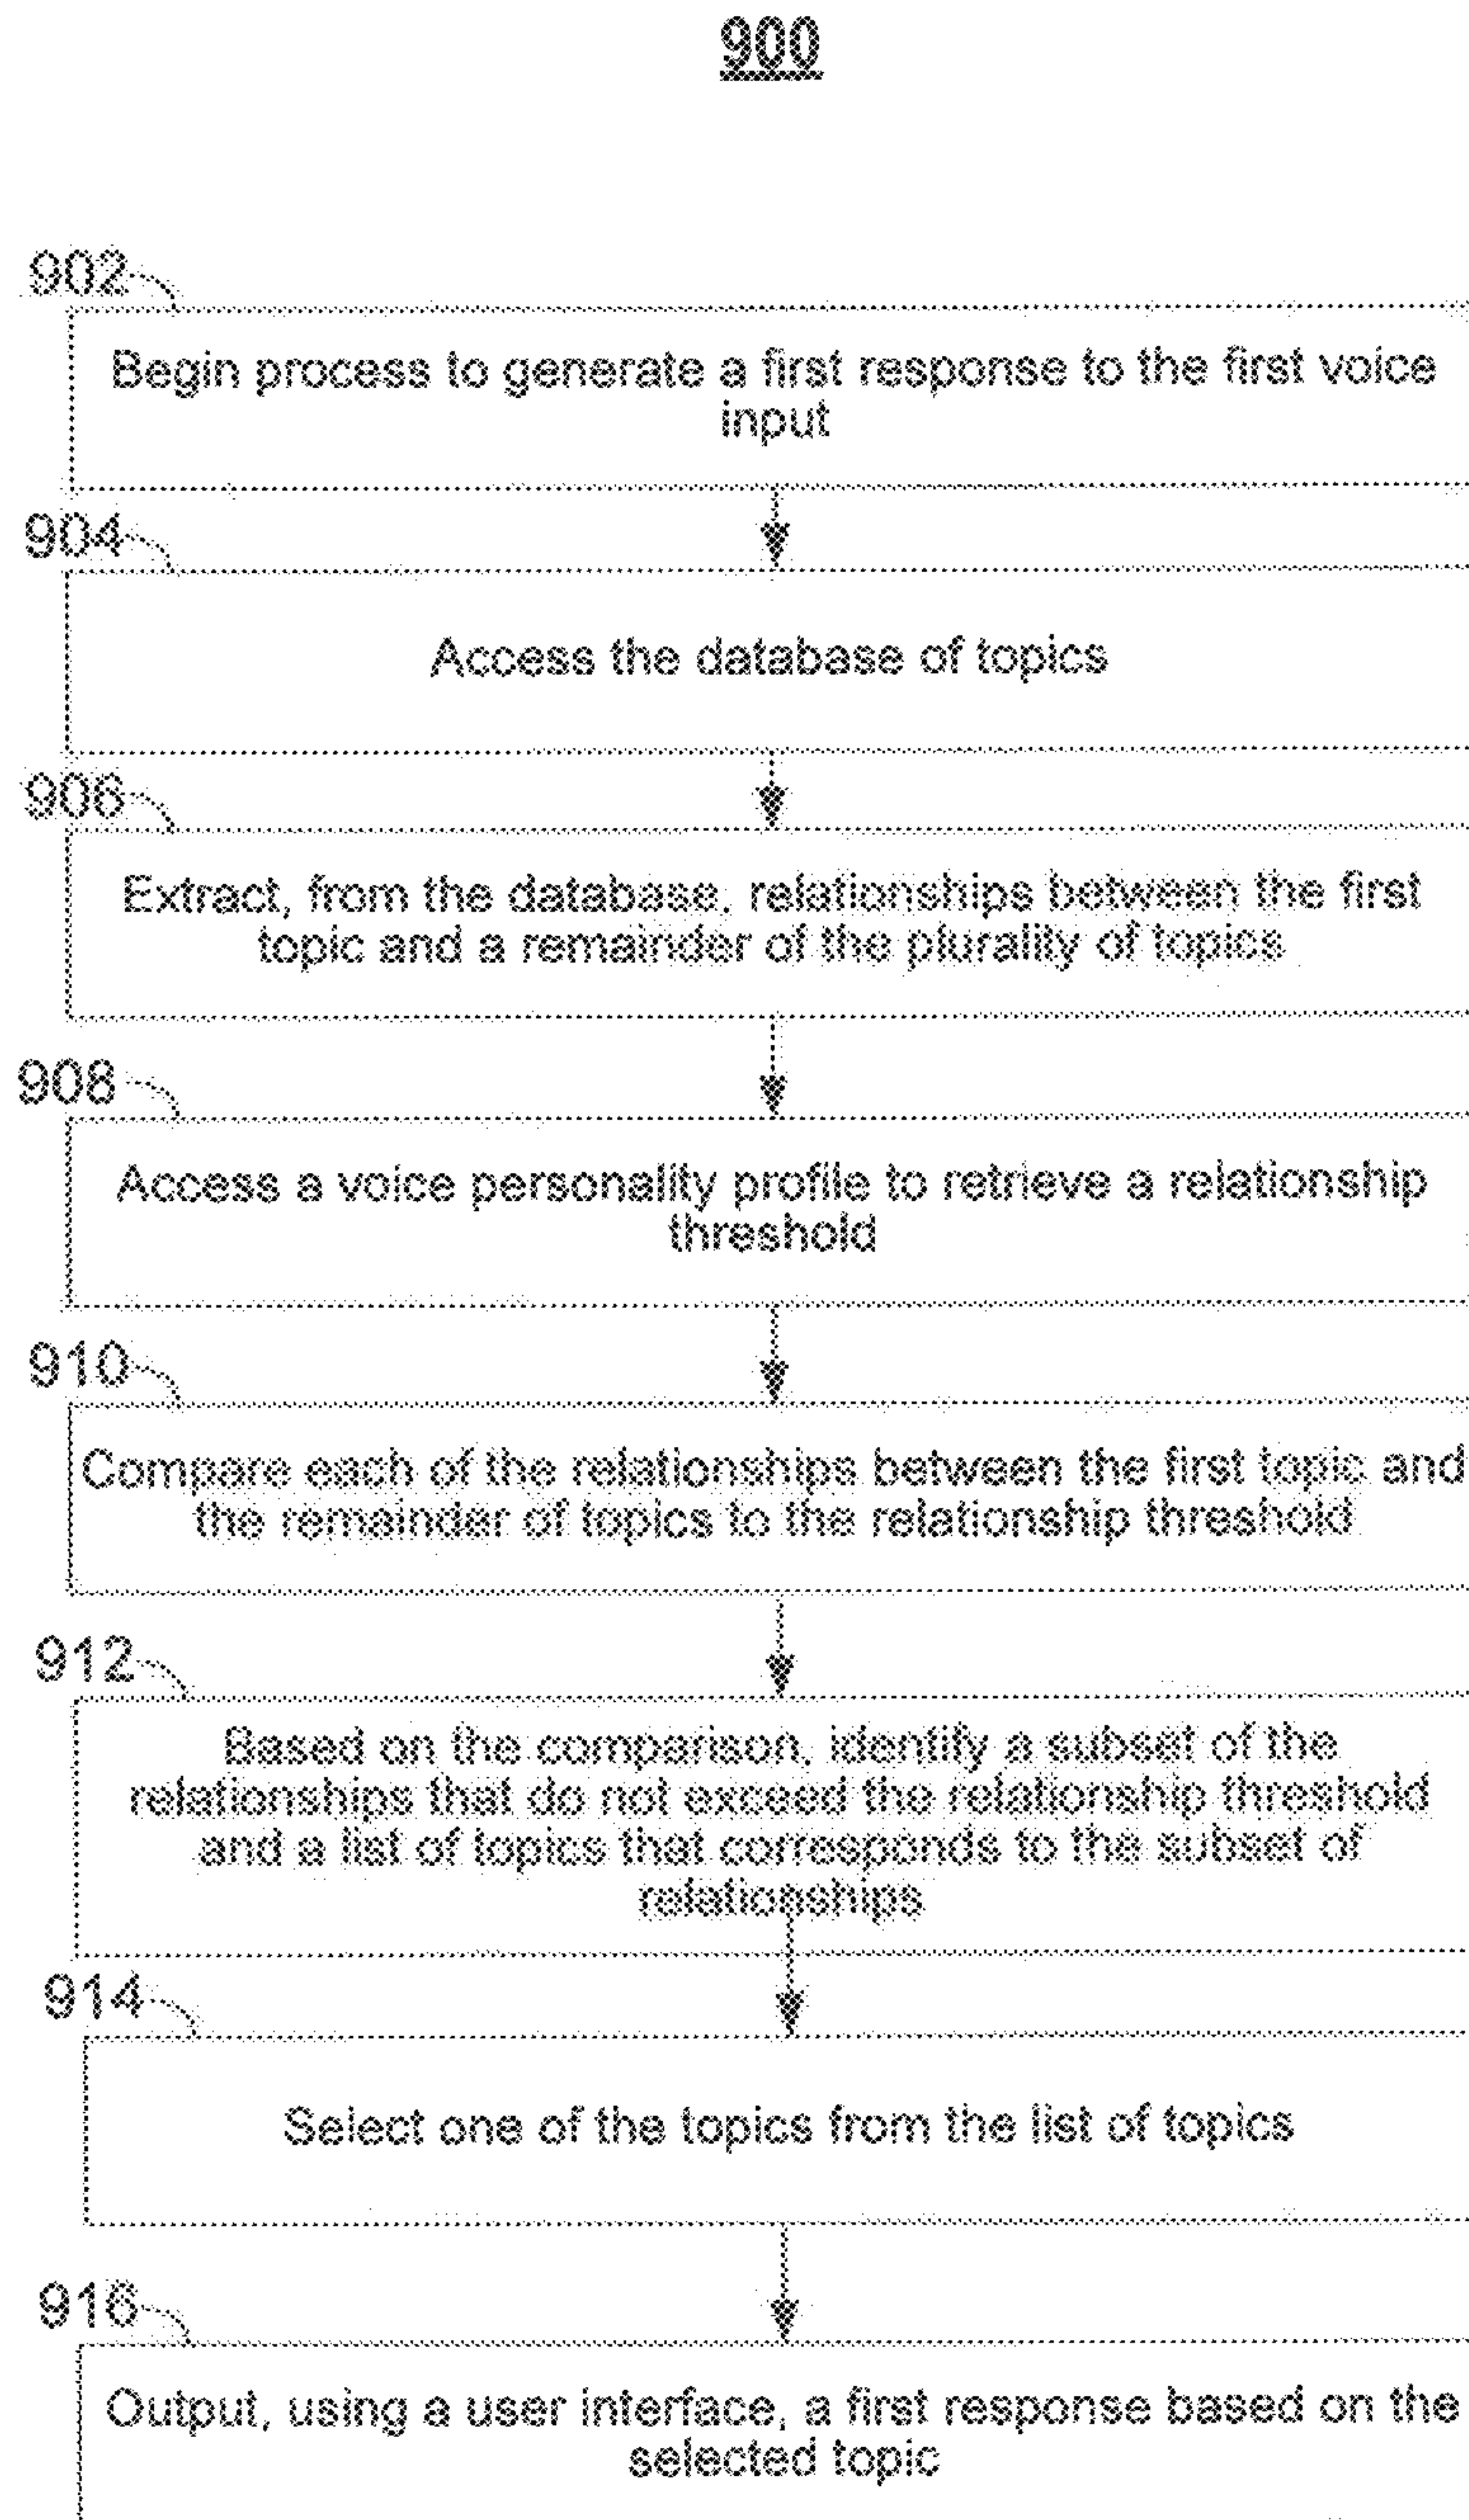 900
902
Begin process to generate a first response to the first voice
input
904
Access the database of topics
906
Extract, from the database, relationships between the first
topic and a remainder of the plurality of topics
908
Access a voice personality profile to retrieve a relationship
threshold
910
Compare each of the relationships between the first topic and
the remainder of topics to the relationship threshold
912
Based on the comparison, identify a subset of the
relationships that do not exceed the relationship threshold
and a list of topics that corresponds to the subset of
relationships
914
Select one of the topics from the list of topics
916
Output, using a user interface, a first response based on the
selected topic